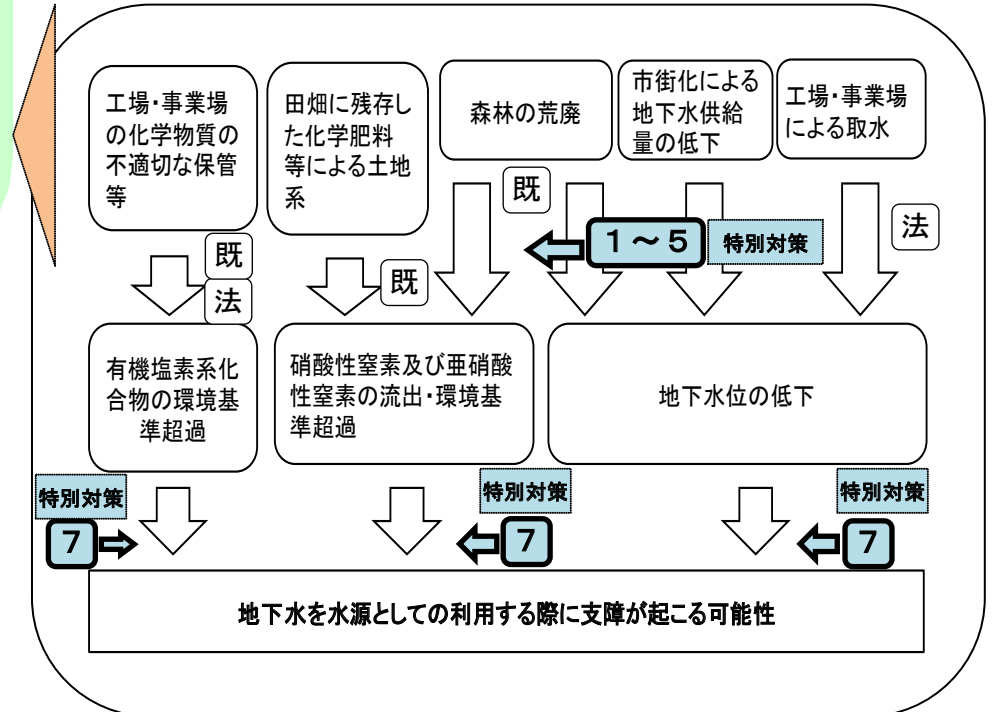 工場・事業場
の化学物質の
不適切な保管
等
田畑に残存し
た化学肥料
等による土地
系
森林の荒廃
市街化による
地下水供給
量の低下
工場・事業場
による取水
既
法
既
既
1~5
特別対策
法
有機塩素系化
合物の環境基
準超過
硝酸性窒素及び亜硝酸
性窒素の流出・環境基
準超過
地下水位の低下
特別対策
7
特別対策
7
特別対策
7
地下水を水源としての利用する際に支障が起こる可能性